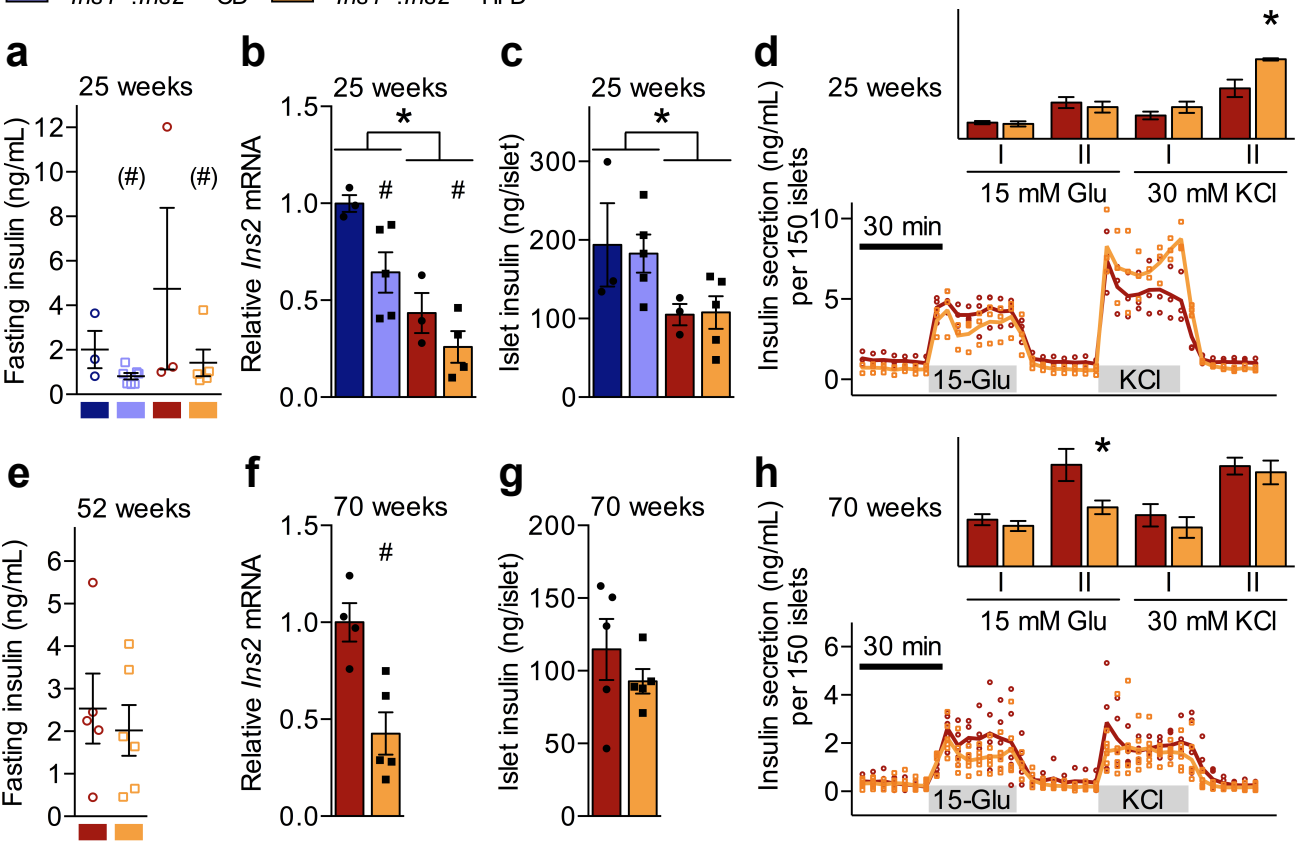 a
25 weeks
Fasting insulin (ng/mL)
12
10
8
6
4
2
0
(#)
(#)
b
25 weeks
Relative Ins2 mRNA
1.5
1.0
0.5
0.0
*
#
#
c
25 weeks
Islet insulin (ng/islet)
300
200
100
0
*
d
25 weeks
*
I
II
I
II
15 mM Glu
30 mM KCl
Insulin secretion (ng/mL)
per 150 islets
10
5
0
30 min
15-Glu
KCl
e
52 weeks
Fasting insulin (ng/mL)
6
5
4
3
2
1
0
f
70 weeks
Relative Ins2 mRNA
1.5
1.0
0.5
0.0
#
g
70 weeks
Islet insulin (ng/islet)
200
150
100
50
0
h
70 weeks
*
I
II
I
II
15 mM Glu
30 mM KCl
Insulin secretion (ng/mL)
per 150 islets
6
4
2
0
30 min
15-Glu
KCl